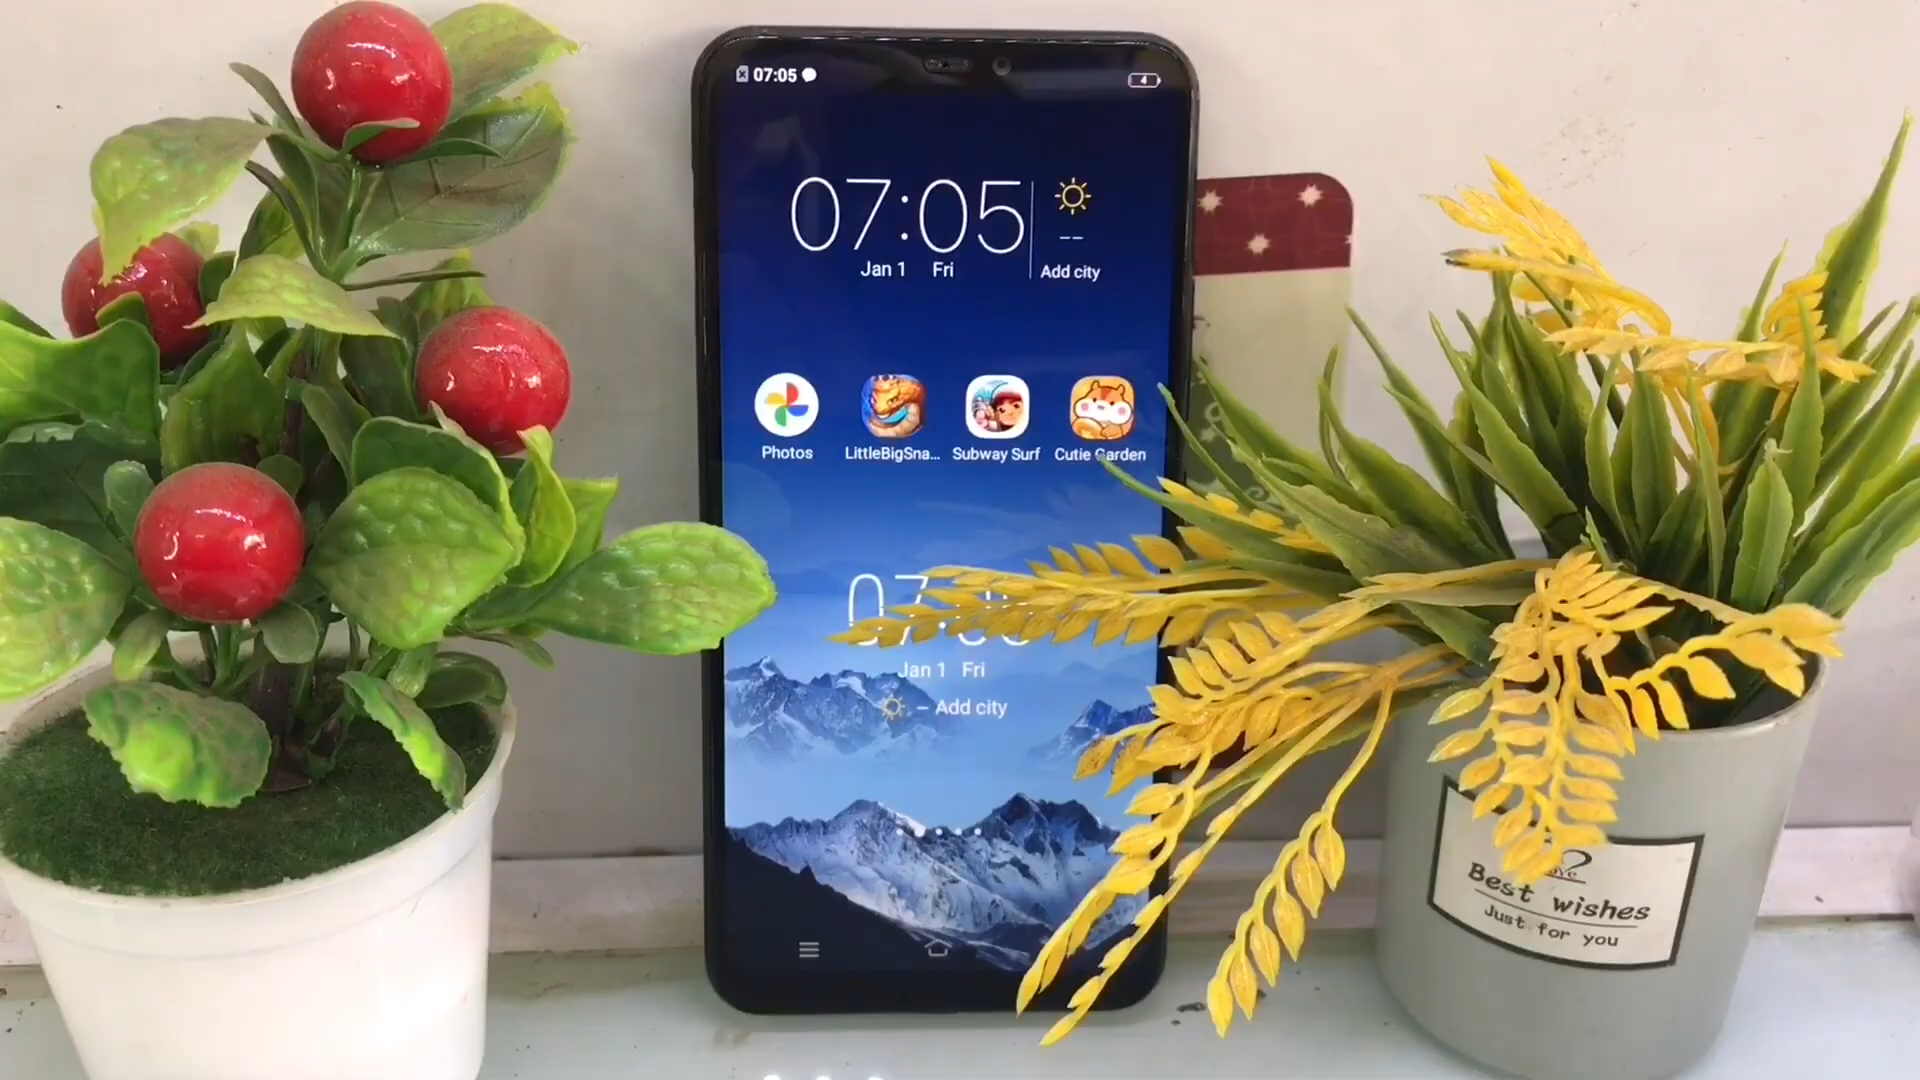 07:05
4
07:05
Jan 1 Fri
--
Add city
Photos
LittleBigSna...
Subway Surf
Cutie Garden
Jan 1 Fri
– Add city
Best wishes
Just for you